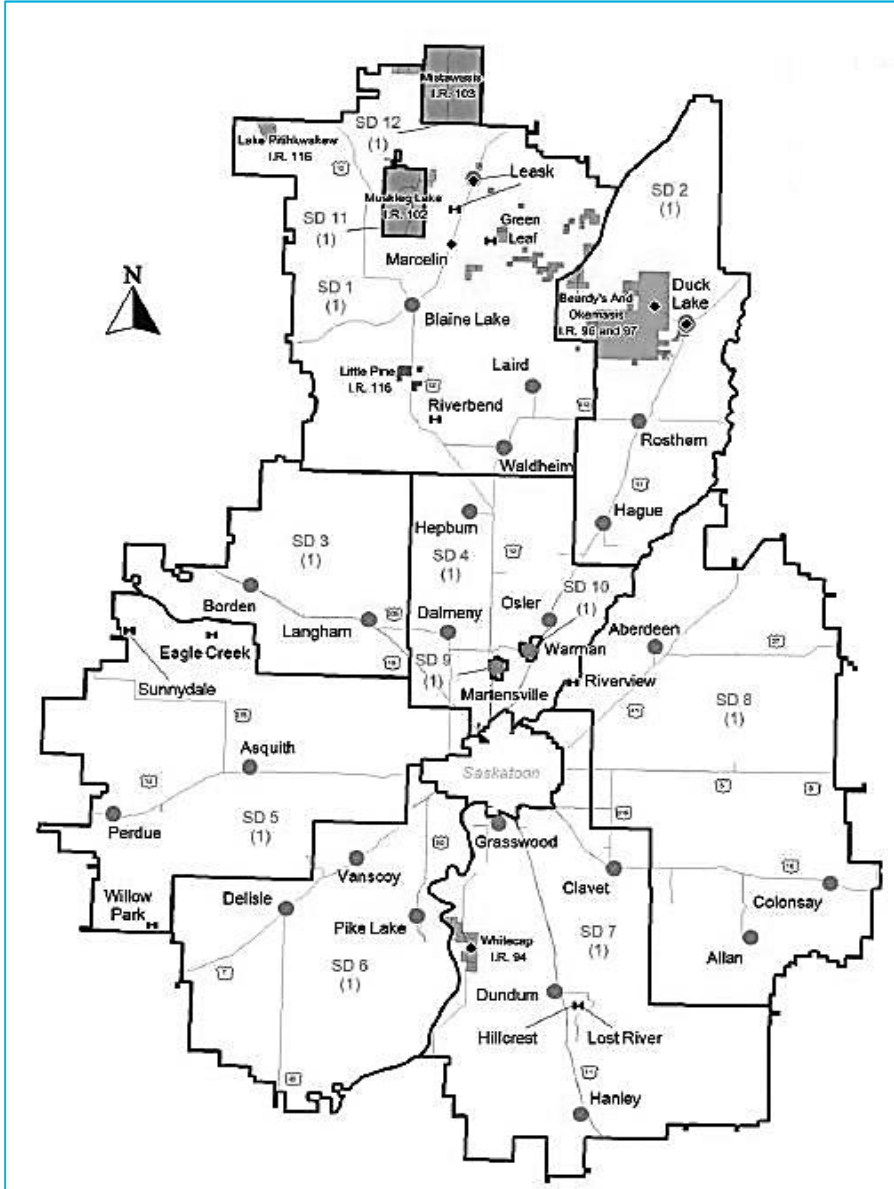 Mistawasis
I.R. 103
SD 12
(1)
I.R. 116
Leask
SD 2
(1)
I.R. 102
Green
Leaf
SD 11
(1)
Marcelin
N
SD 1
(1)
Duck
Lake
Beardy's And
Okemasis
I.R. 96 and 97
Blaine Lake
Little Pine
I.R. 116
Laird
Riverbend
Rosthern
Waldheim
Hague
Hepburn
SD 3
(1)
SD 4
(1)
SD 10
(1)
Osler
Borden
Langham
Dalmeny
Aberdeen
Warman
Eagle Creek
SD 9
(1)
Sunnydale
Martensville
Riverview
SD 8
(1)
Asquith
Saskatoon
Perdue
SD 5
(1)
Grasswood
Vanscoy
Clavet
Willow
Park
Delisle
Colonsay
Pike Lake
SD 7
(1)
Whitecap
I.R. 94
Allan
SD 6
(1)
7
Dundurn
Hillcrest
Lost River
Hanley